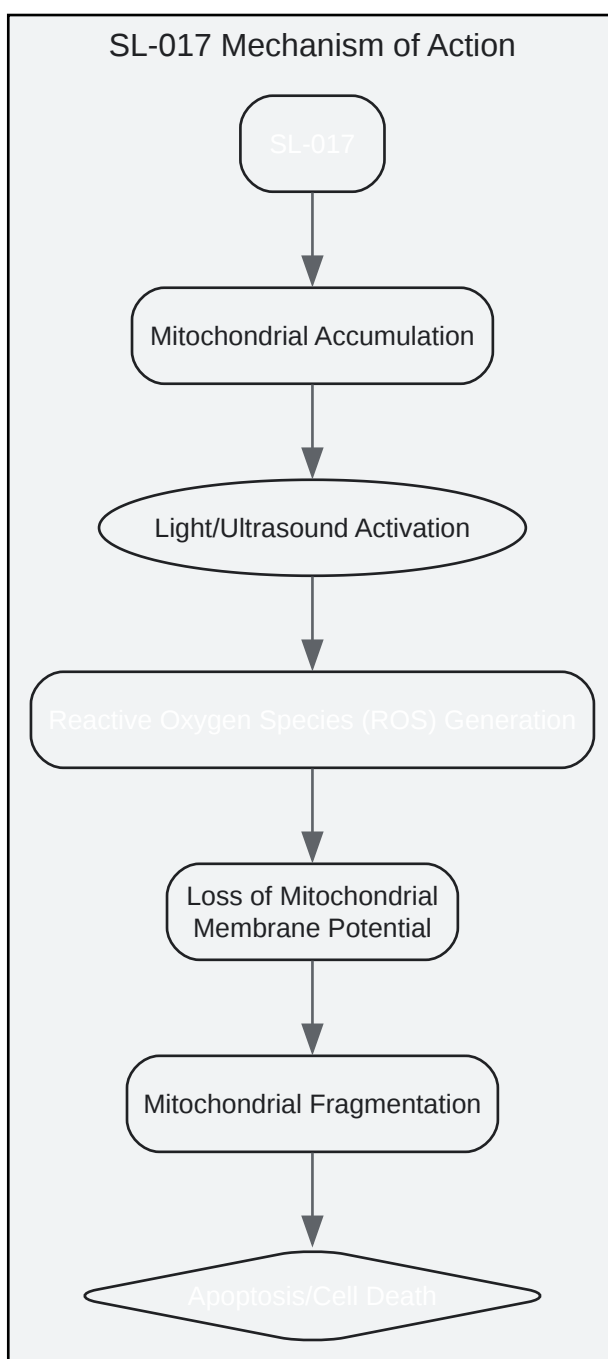 SL-017 Mechanism of Action
SL-017
Mitochondrial Accumulation
Light/Ultrasound Activation
Reactive Oxygen Species (ROS) Generation
Loss of Mitochondrial
Membrane Potential
Mitochondrial Fragmentation
Apoptosis/Cell Death